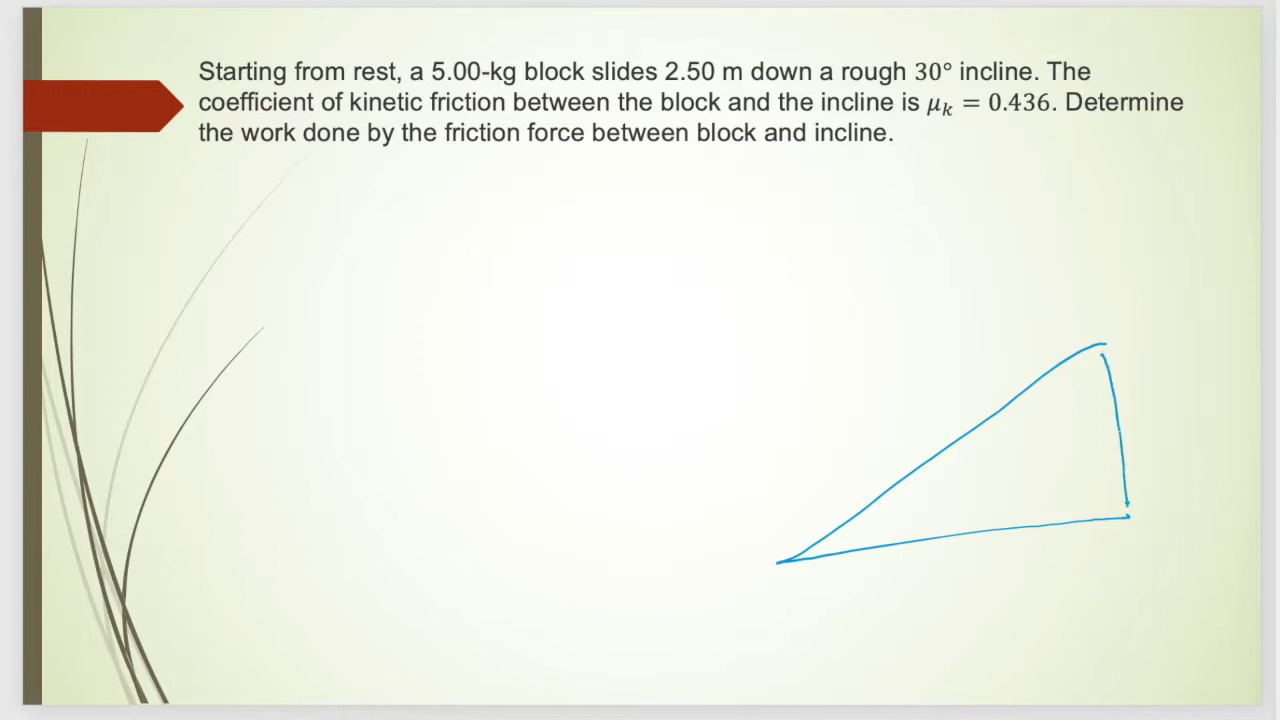 Starting from rest, a 5.00-kg block slides 2.50 m down a rough 30° incline. The
coefficient of kinetic friction between the block and the incline is μₖ = 0.436. Determine
the work done by the friction force between block and incline.